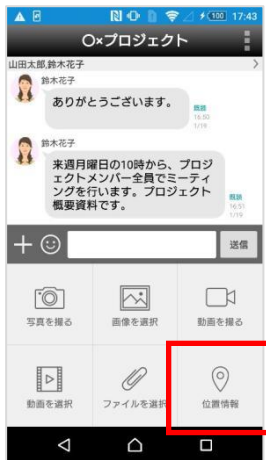 100 17:43
〇×プロジェクト
山田太郎,鈴木花子
鈴木花子
ありがとうございます。
既読
16:50
1/19
鈴木花子
来週月曜日の10時から、プロジ
ェクトメンバー全員でミーティ
ングを行います。プロジェクト
概要資料です。
既読
16:51
1/19
送信
写真を撮る
画像を選択
動画を撮る
動画を選択
ファイルを選択
位置情報